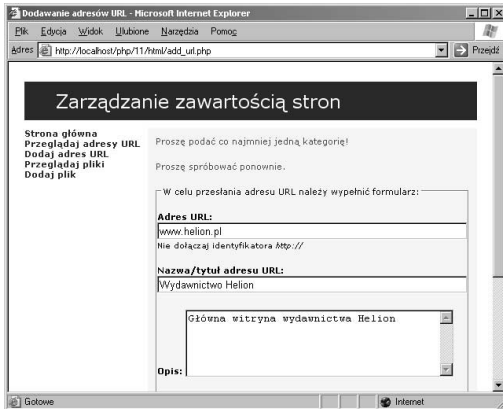 Dodawanie adresów URL - Microsoft Internet Explorer
Plik Edycja Widok Ulubione Narzędzia Pomoc
Adres http://localhost/php/11/html/add_url.php Przejdź
Zarządzanie zawartością stron
Strona główna
Przeglądaj adresy URL
Dodaj adres URL
Przeglądaj pliki
Dodaj plik
Proszę podać co najmniej jedną kategorię!
Proszę spróbować ponownie.
W celu przesłania adresu URL należy wypełnić formularz:
Adres URL:
www.helion.pl
Nie dołączaj identyfikatora http://
Nazwa/tytuł adresu URL:
Wydawnictwo Helion
Główna witryna wydawnictwa Helion
Opis:
Gotowe Internet